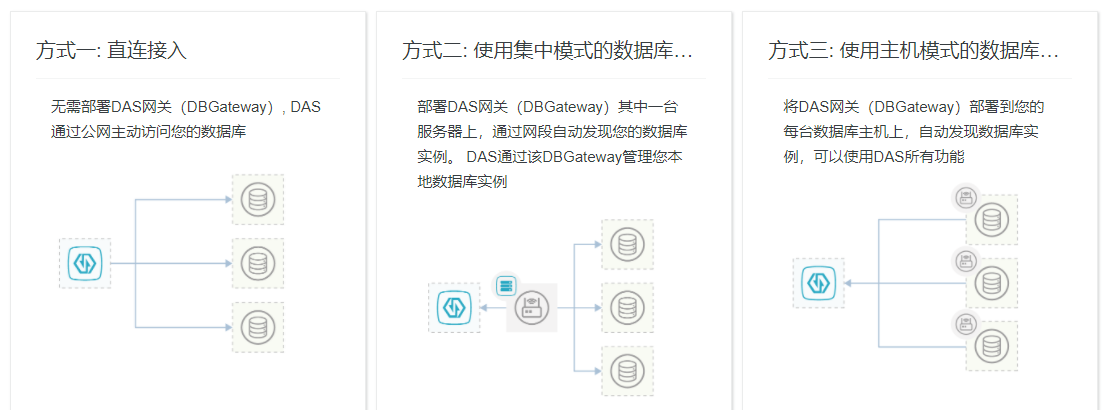 方式一: 直连接入
无需部署DAS网关（DBGateway）, DAS
通过公网主动访问您的数据库
方式二: 使用集中模式的数据库...
部署DAS网关（DBGateway）其中一台
服务器上，通过网段自动发现您的数据库
实例。 DAS通过该DBGateway管理您本
地数据库实例
方式三: 使用主机模式的数据库...
将DAS网关（DBGateway）部署到您的
每台数据库主机上，自动发现数据库实
例，可以使用DAS所有功能